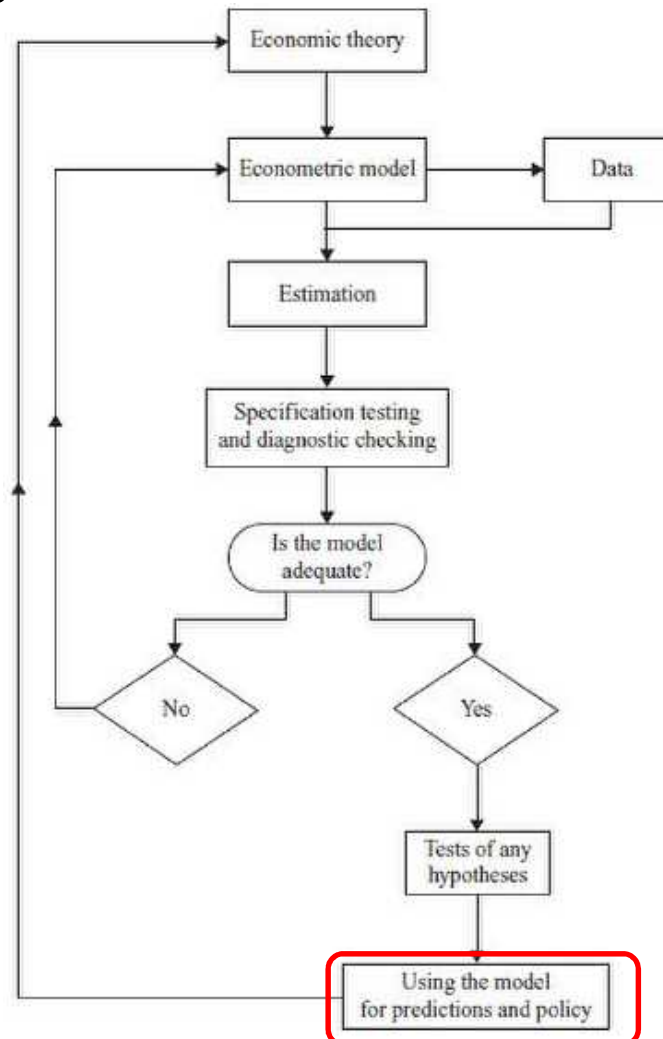 Economic theory
Econometric model
Data
Estimation
Specification testing
and diagnostic checking
Is the model
adequate?
No
Yes
Tests of any
hypotheses
Using the model
for predictions and policy